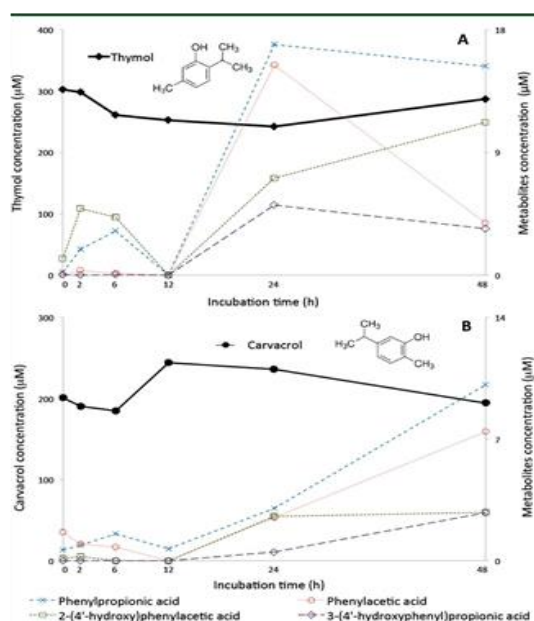 A
Thymol
OH
CH₃
CH₃
H₃C
Thymol concentration (µM)
400
300
200
100
0
Metabolites concentration (µM)
18
9
0
0 2 6 12 24 48
Incubation time (h)
B
Carvacrol
CH₃
H₃C
OH
CH₃
Carvacrol concentration (µM)
300
200
100
0
Metabolites concentration (µM)
14
7
0
0 2 6 12 24 48
Incubation time (h)
Phenylpropionic acid
Phenylacetic acid
2-(4'-hydroxy)phenylacetic acid
3-(4'-hydroxyphenyl)propionic acid